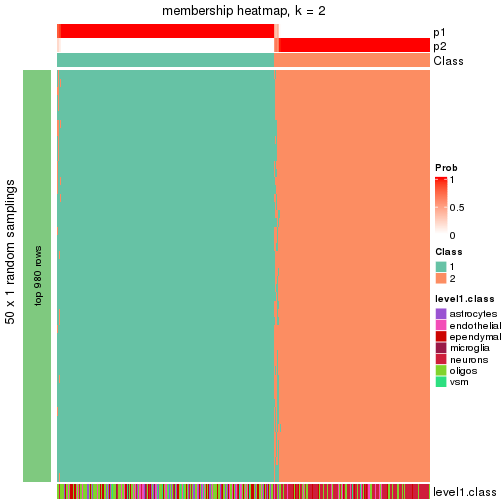 membership heatmap, k = 2
p1
p2
Class
50 x 1 random samplings
top 980 rows
Prob
1
0.5
0
Class
1
2
level1.class
astrocytes
endothelial
ependymal
microglia
neurons
oligos
vsm
level1.class